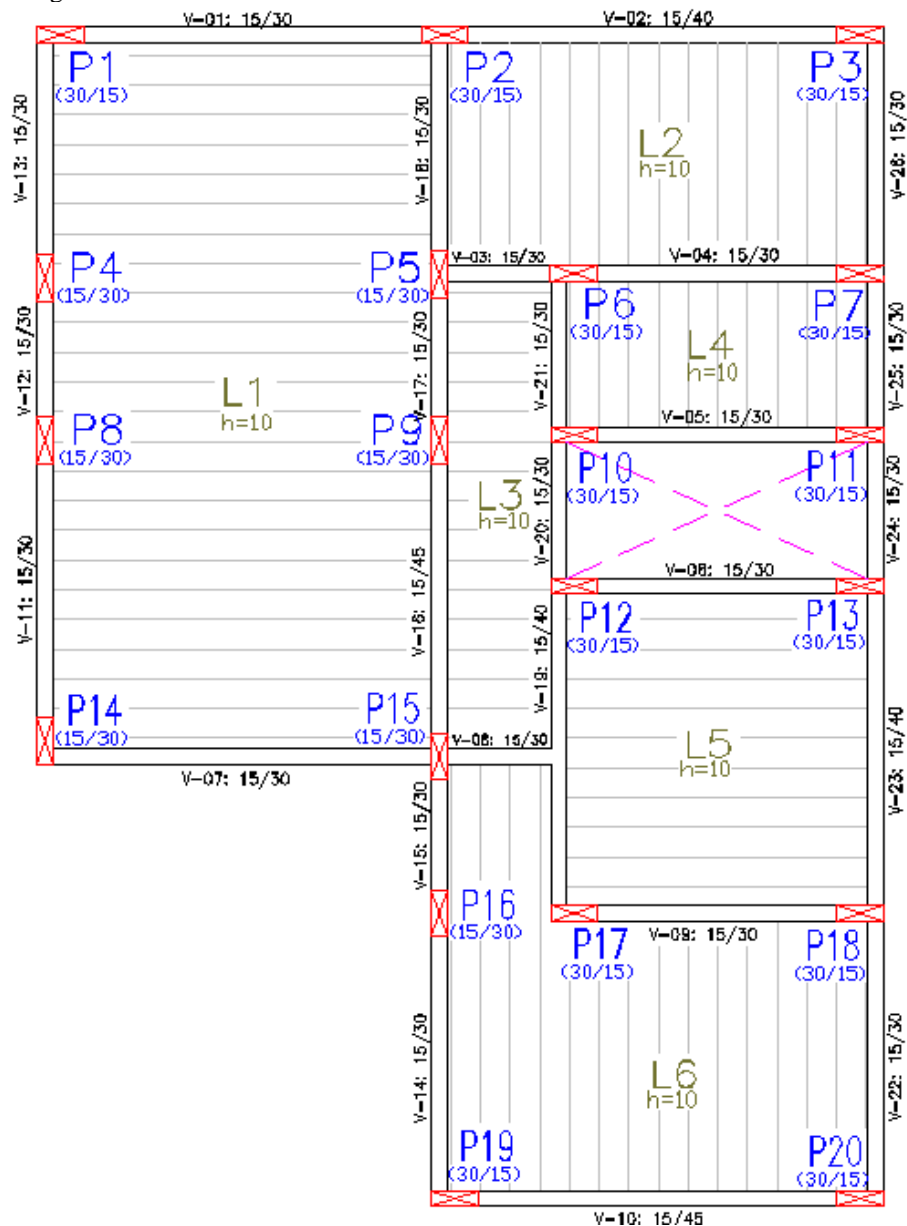 V-01: 15/30
V-02: 15/40
P1
(30/15)
P2
(30/15)
P3
(30/15)
V-13: 15/30
V-18: 15/30
V-26: 15/30
L2
h=10
P4
(15/30)
P5
(15/30)
V-03: 15/30
V-04: 15/30
P6
(30/15)
P7
(30/15)
V-12: 15/30
V-17: 15/30
V-21: 15/30
V-25: 15/30
L4
h=10
L1
h=10
V-05: 15/30
P8
(15/30)
P9
(15/30)
P10
(30/15)
P11
(30/15)
L3
h=10
V-20: 15/30
V-24: 15/30
V-06: 15/30
V-11: 15/30
V-16: 15/45
V-19: 15/40
P12
(30/15)
P13
(30/15)
P14
(15/30)
P15
(15/30)
V-08: 15/30
L5
h=10
V-23: 15/40
V-07: 15/30
V-15: 15/30
P16
(15/30)
V-09: 15/30
P17
(30/15)
P18
(30/15)
V-14: 15/30
L6
h=10
V-22: 15/30
P19
(30/15)
P20
(30/15)
V-10: 15/45